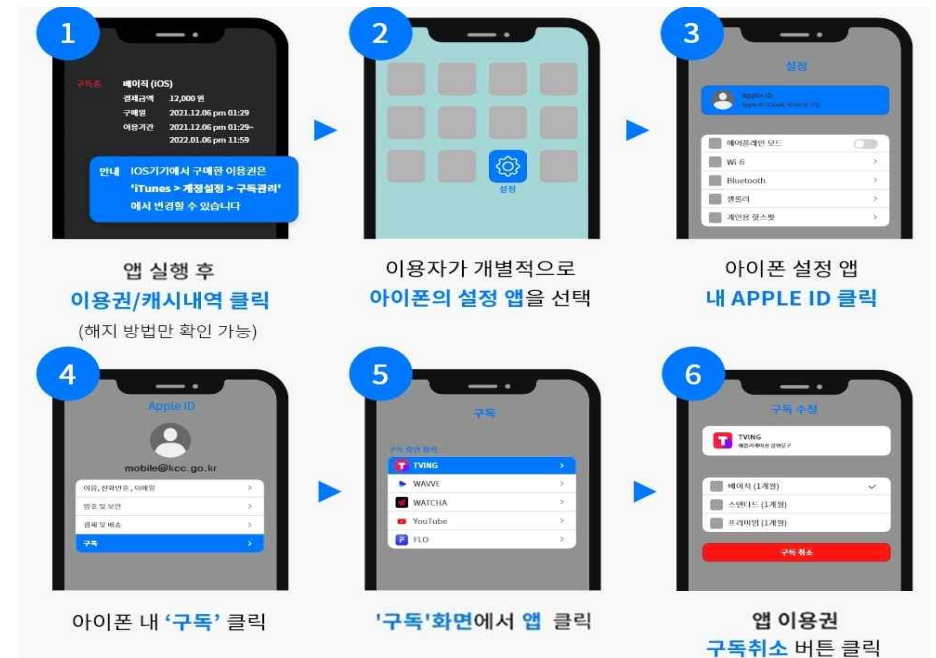 1
구독중 베이직 (iOS)
결제금액 12,000 원
구매일 2021.12.06 pm 01:29
이용기간 2021.12.06 pm 01:29~
2022.01.06 pm 11:59
안내 IOS기기에서 구매한 이용권은
'iTunes > 계정설정 > 구독관리'
에서 변경할 수 있습니다
앱 실행 후
이용권/캐시내역 클릭
(해지 방법만 확인 가능)
2
설정
이용자가 개별적으로
아이폰의 설정 앱을 선택
3
설정
Apple ID
에어플레인 모드
Wi-fi
Bluetooth
셀룰러
개인용 핫스팟
아이폰 설정 앱
내 APPLE ID 클릭
4
Apple ID
mobile@kcc.go.kr
이름, 전화번호, 이메일
암호 및 보안
결제 및 배송
구독
아이폰 내 ‘구독’ 클릭
5
구독
TVING
WAVVE
WATCHA
YouTube
FLO
'구독'화면에서 앱 클릭
6
구독 수정
TVING
베이직 (1개월)
스탠다드 (1개월)
프리미엄 (1개월)
구독 취소
앱 이용권
구독취소 버튼 클릭